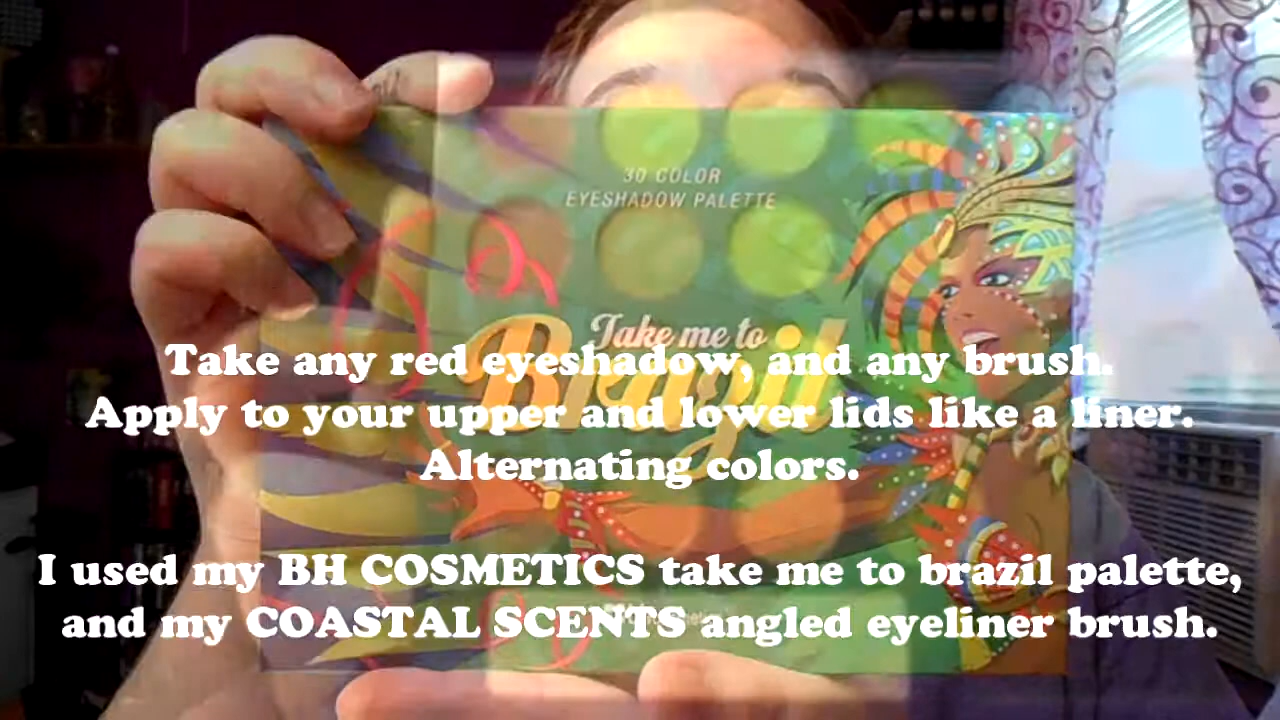 30 COLOR
EYESHADOW PALETTE
Take me to
Brazil
Take any red eyeshadow, and any brush.
Apply to your upper and lower lids like a liner.
Alternating colors.
I used my BH COSMETICS take me to brazil palette,
and my COASTAL SCENTS angled eyeliner brush.